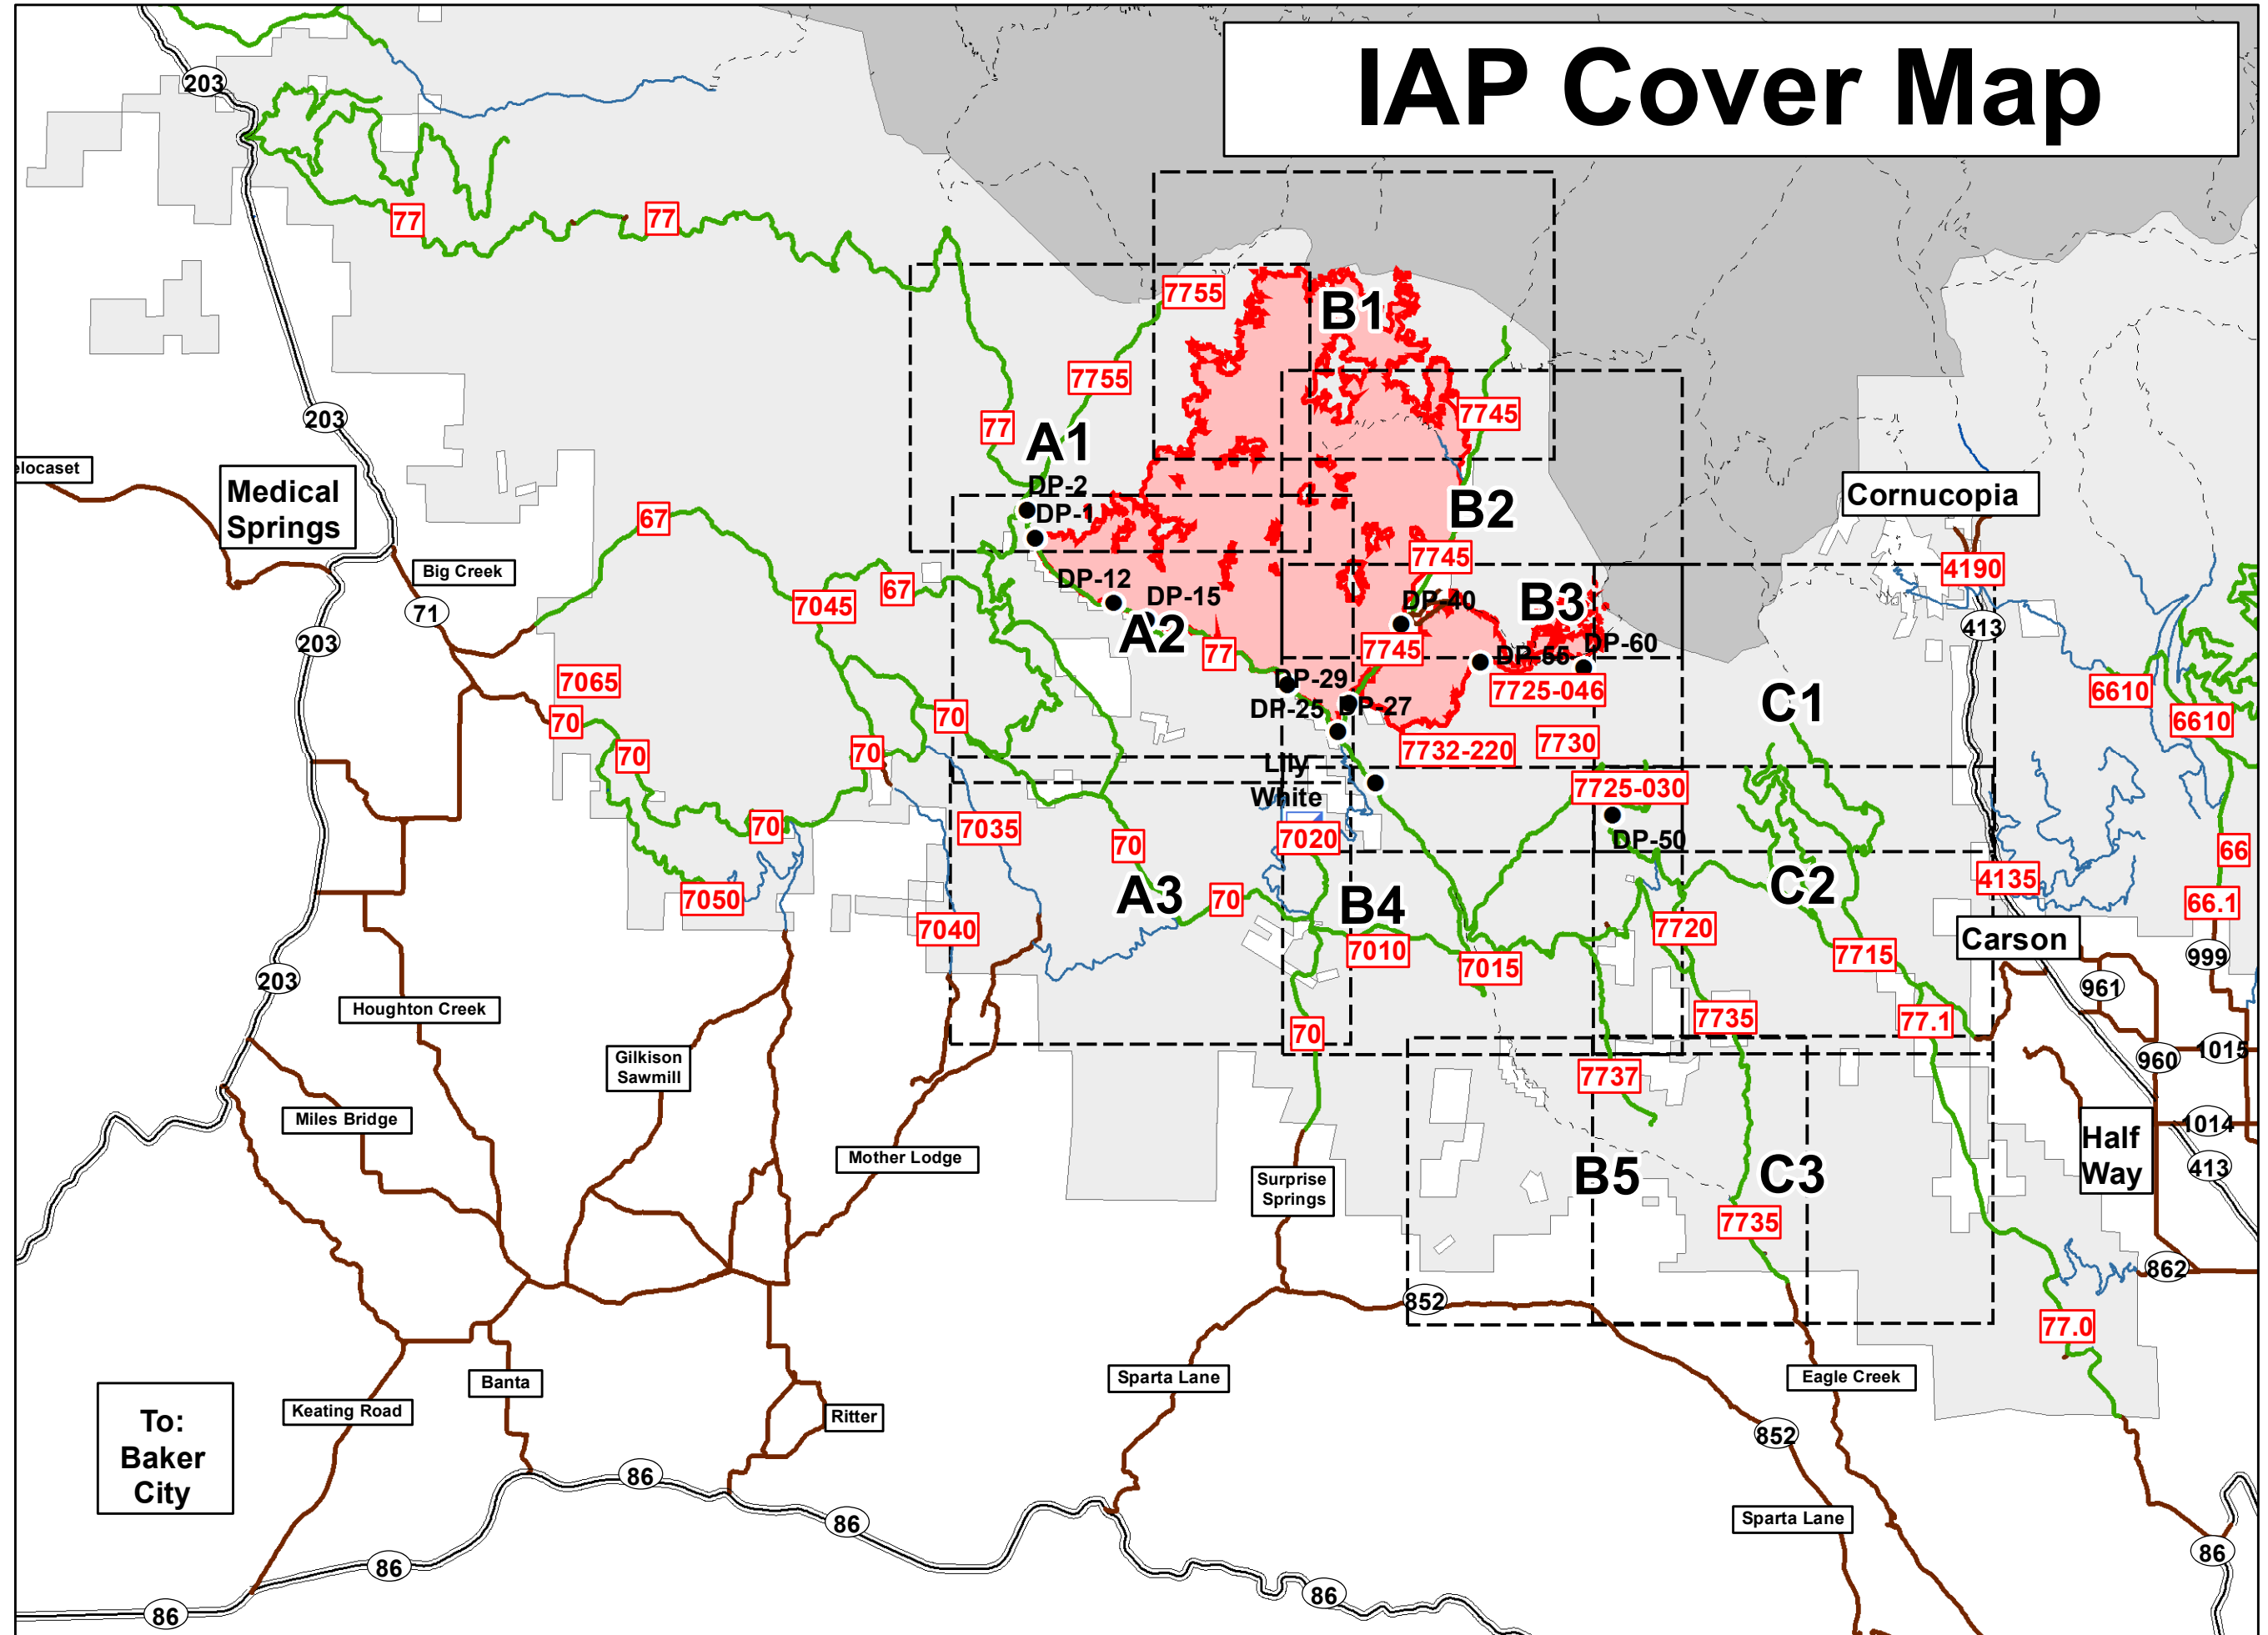 IAP Cover Map
203
77
77
7755
B1
7755
7745
77
203
A1
elocaset
Medical
Springs
DP-2
DP-1
B2
Cornucopia
67
7745
4190
Big Creek
DP-12
67
DP-15
DP-40
B3
7045
71
203
A2
413
DP-60
77
7745
DP-55
7065
DP-29
7725-046
6610
70
70
DP-25
DP-27
C1
6610
70
70
7732-220
7730
Lily
White
7725-030
70
7035
70
7020
DP-50
66
7050
A3
70
B4
C2
4135
66.1
7040
7010
7015
7720
7715
Carson
999
203
961
Houghton Creek
70
7735
77.1
Gilkison
Sawmill
7737
960
1015
Miles Bridge
1014
Half
Way
413
Mother Lodge
Surprise
Springs
B5
C3
7735
862
852
77.0
Banta
Sparta Lane
Eagle Creek
Keating Road
Ritter
To:
Baker
City
852
86
86
Sparta Lane
86
86
86
86